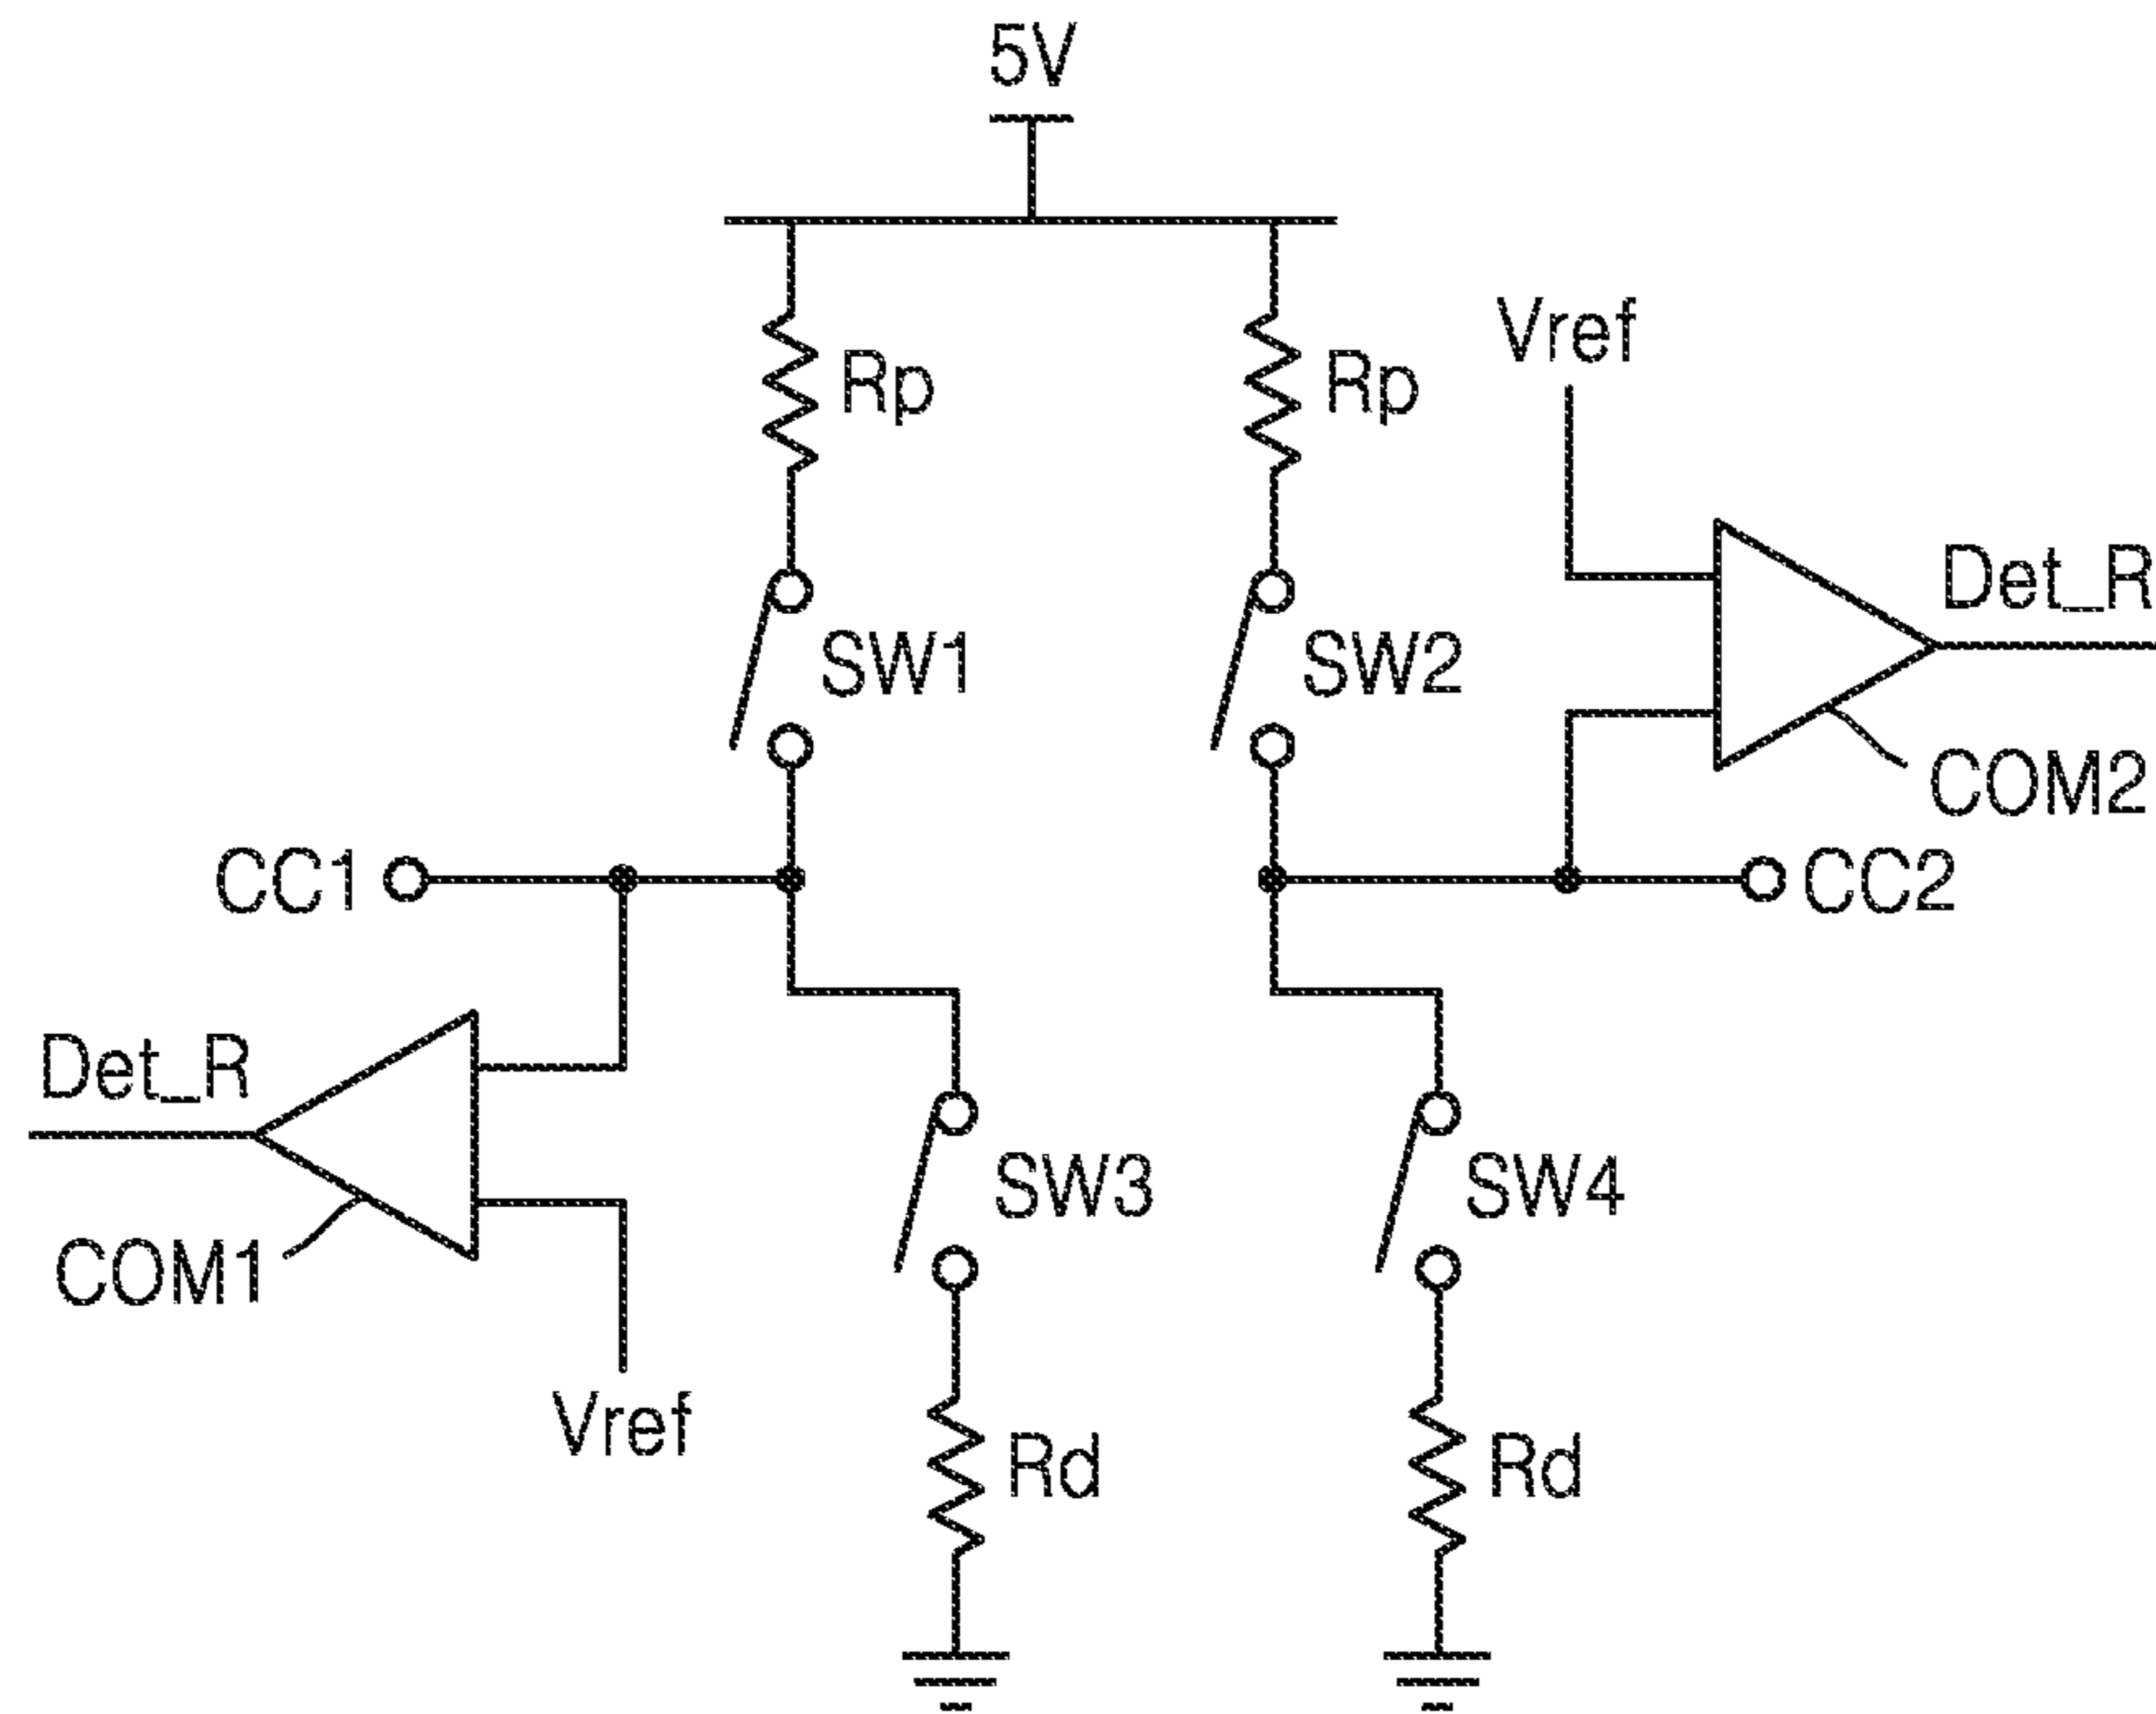 5V
Rp
Rp
Vref
SW1
SW2
Det_R
COM2
CC1
CC2
Det_R
COM1
SW3
SW4
Vref
Rd
Rd